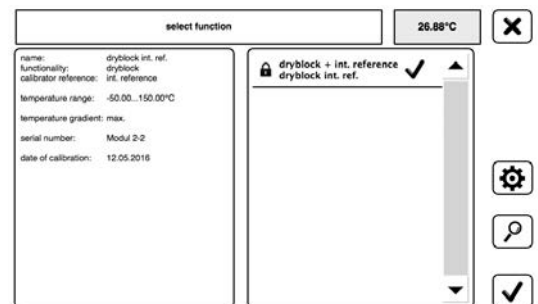 select function
26.88°C
name: dryblock int. ref.
functionality: dryblock
calibrator reference: int. reference
temperature range: -50.00...150.00°C
temperature gradient: max.
serial number: Modul 2-2
date of calibration: 12.05.2016
dryblock + int. reference
dryblock int. ref.